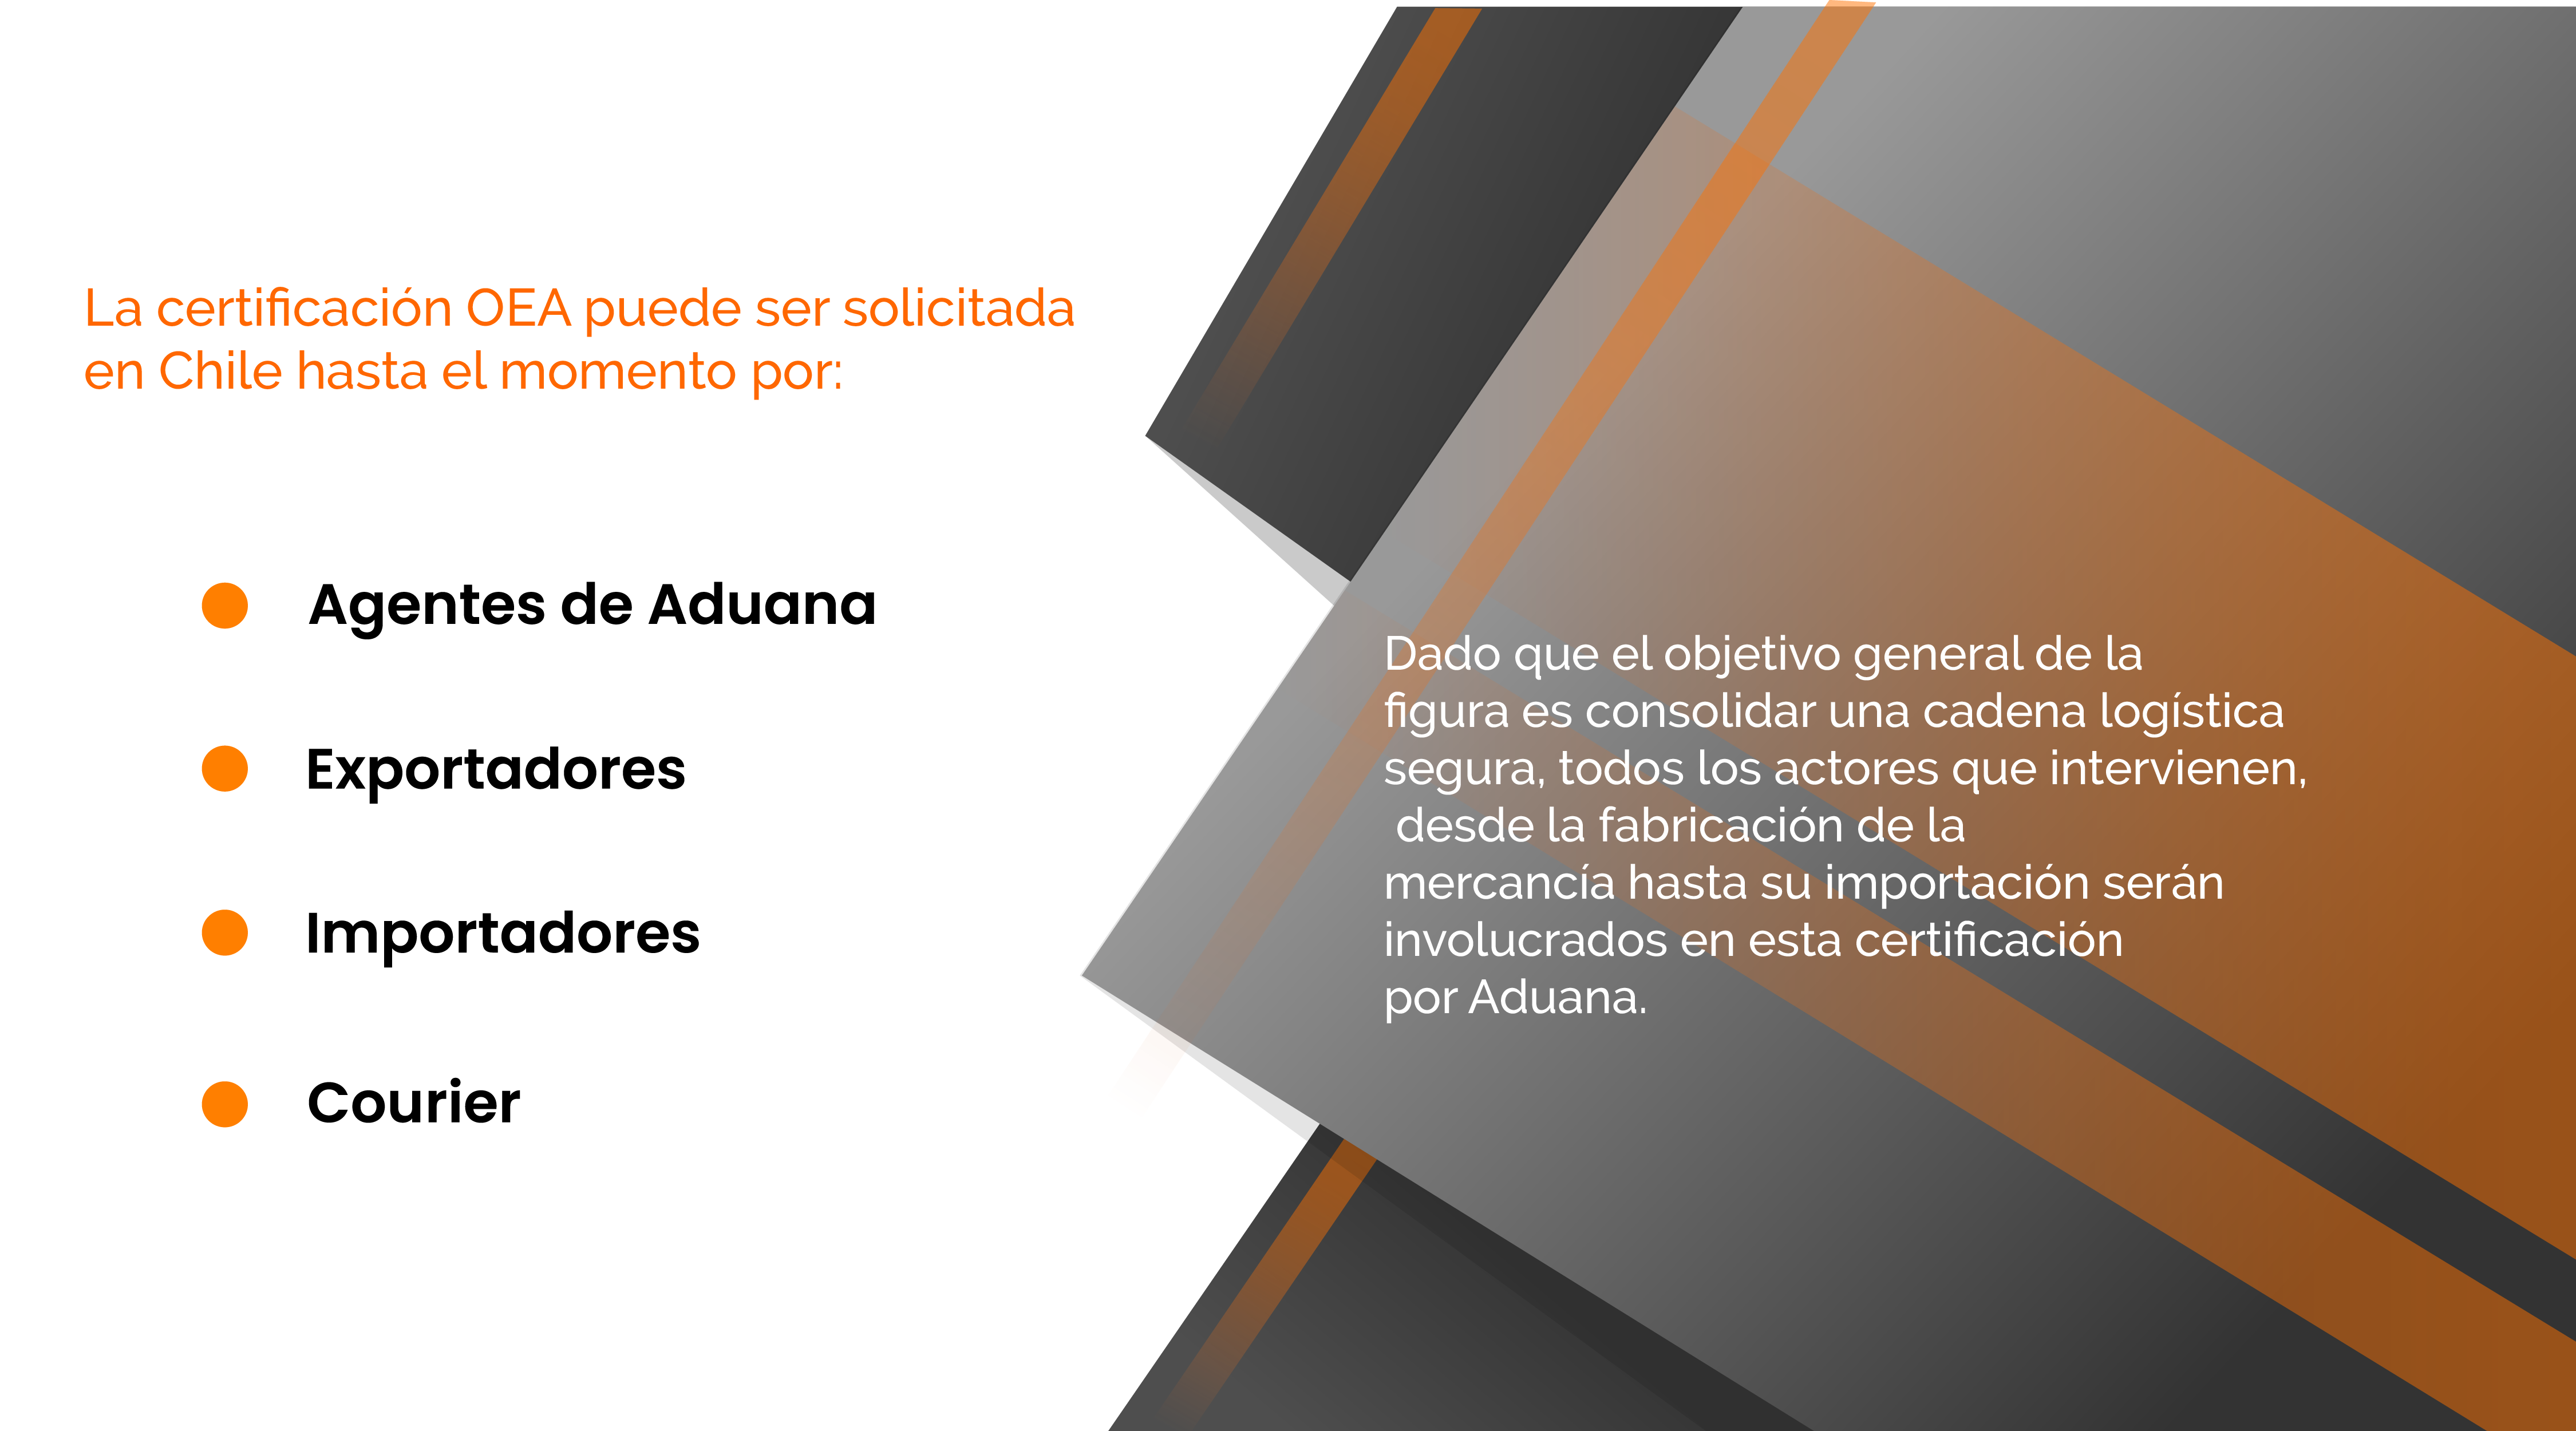 La certificación OEA puede ser solicitada
en Chile hasta el momento por:
Agentes de Aduana
Exportadores
Importadores
Courier
Dado que el objetivo general de la
figura es consolidar una cadena logística
segura, todos los actores que intervienen,
desde la fabricación de la
mercancía hasta su importación serán
involucrados en esta certificación
por Aduana.